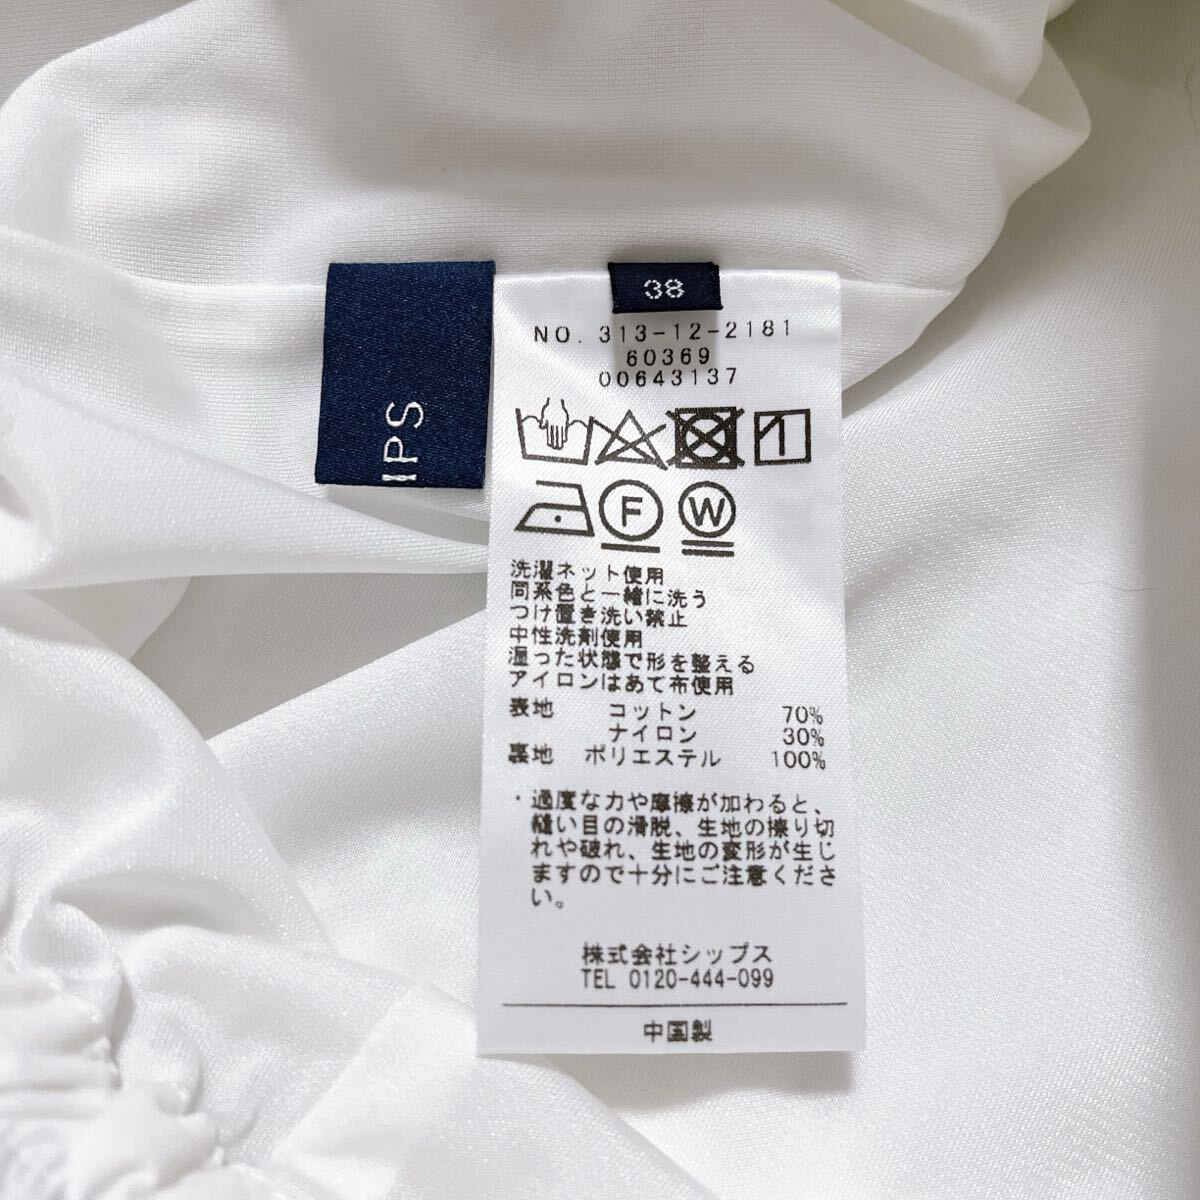 38
IPS
NO. 313-12-2181
60369
00643137
F
W
洗濯ネット使用
同系色と一緒に洗う
つけ置き洗い禁止
中性洗剤使用
湿った状態で形を整える
アイロンはあて布使用
表地 コットン 70%
ナイロン 30%
裏地 ポリエステル 100%
・過度な力や摩擦が加わると、
縫い目の滑脱、生地の擦り切
れや破れ、生地の変形が生じ
ますので十分にご注意くださ
い。
株式会社シップス
TEL 0120-444-099
中国製